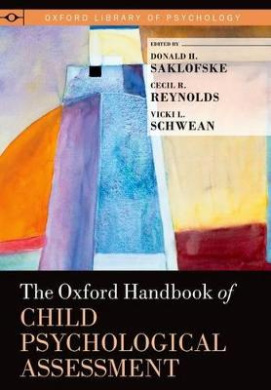 OXFORD LIBRARY OF PSYCHOLOGY
EDITED BY
DONALD H.
SAKLOFSKE
CECIL R.
REYNOLDS
VICKI L.
SCHWEAN
The Oxford Handbook of
CHILD
PSYCHOLOGICAL
ASSESSMENT